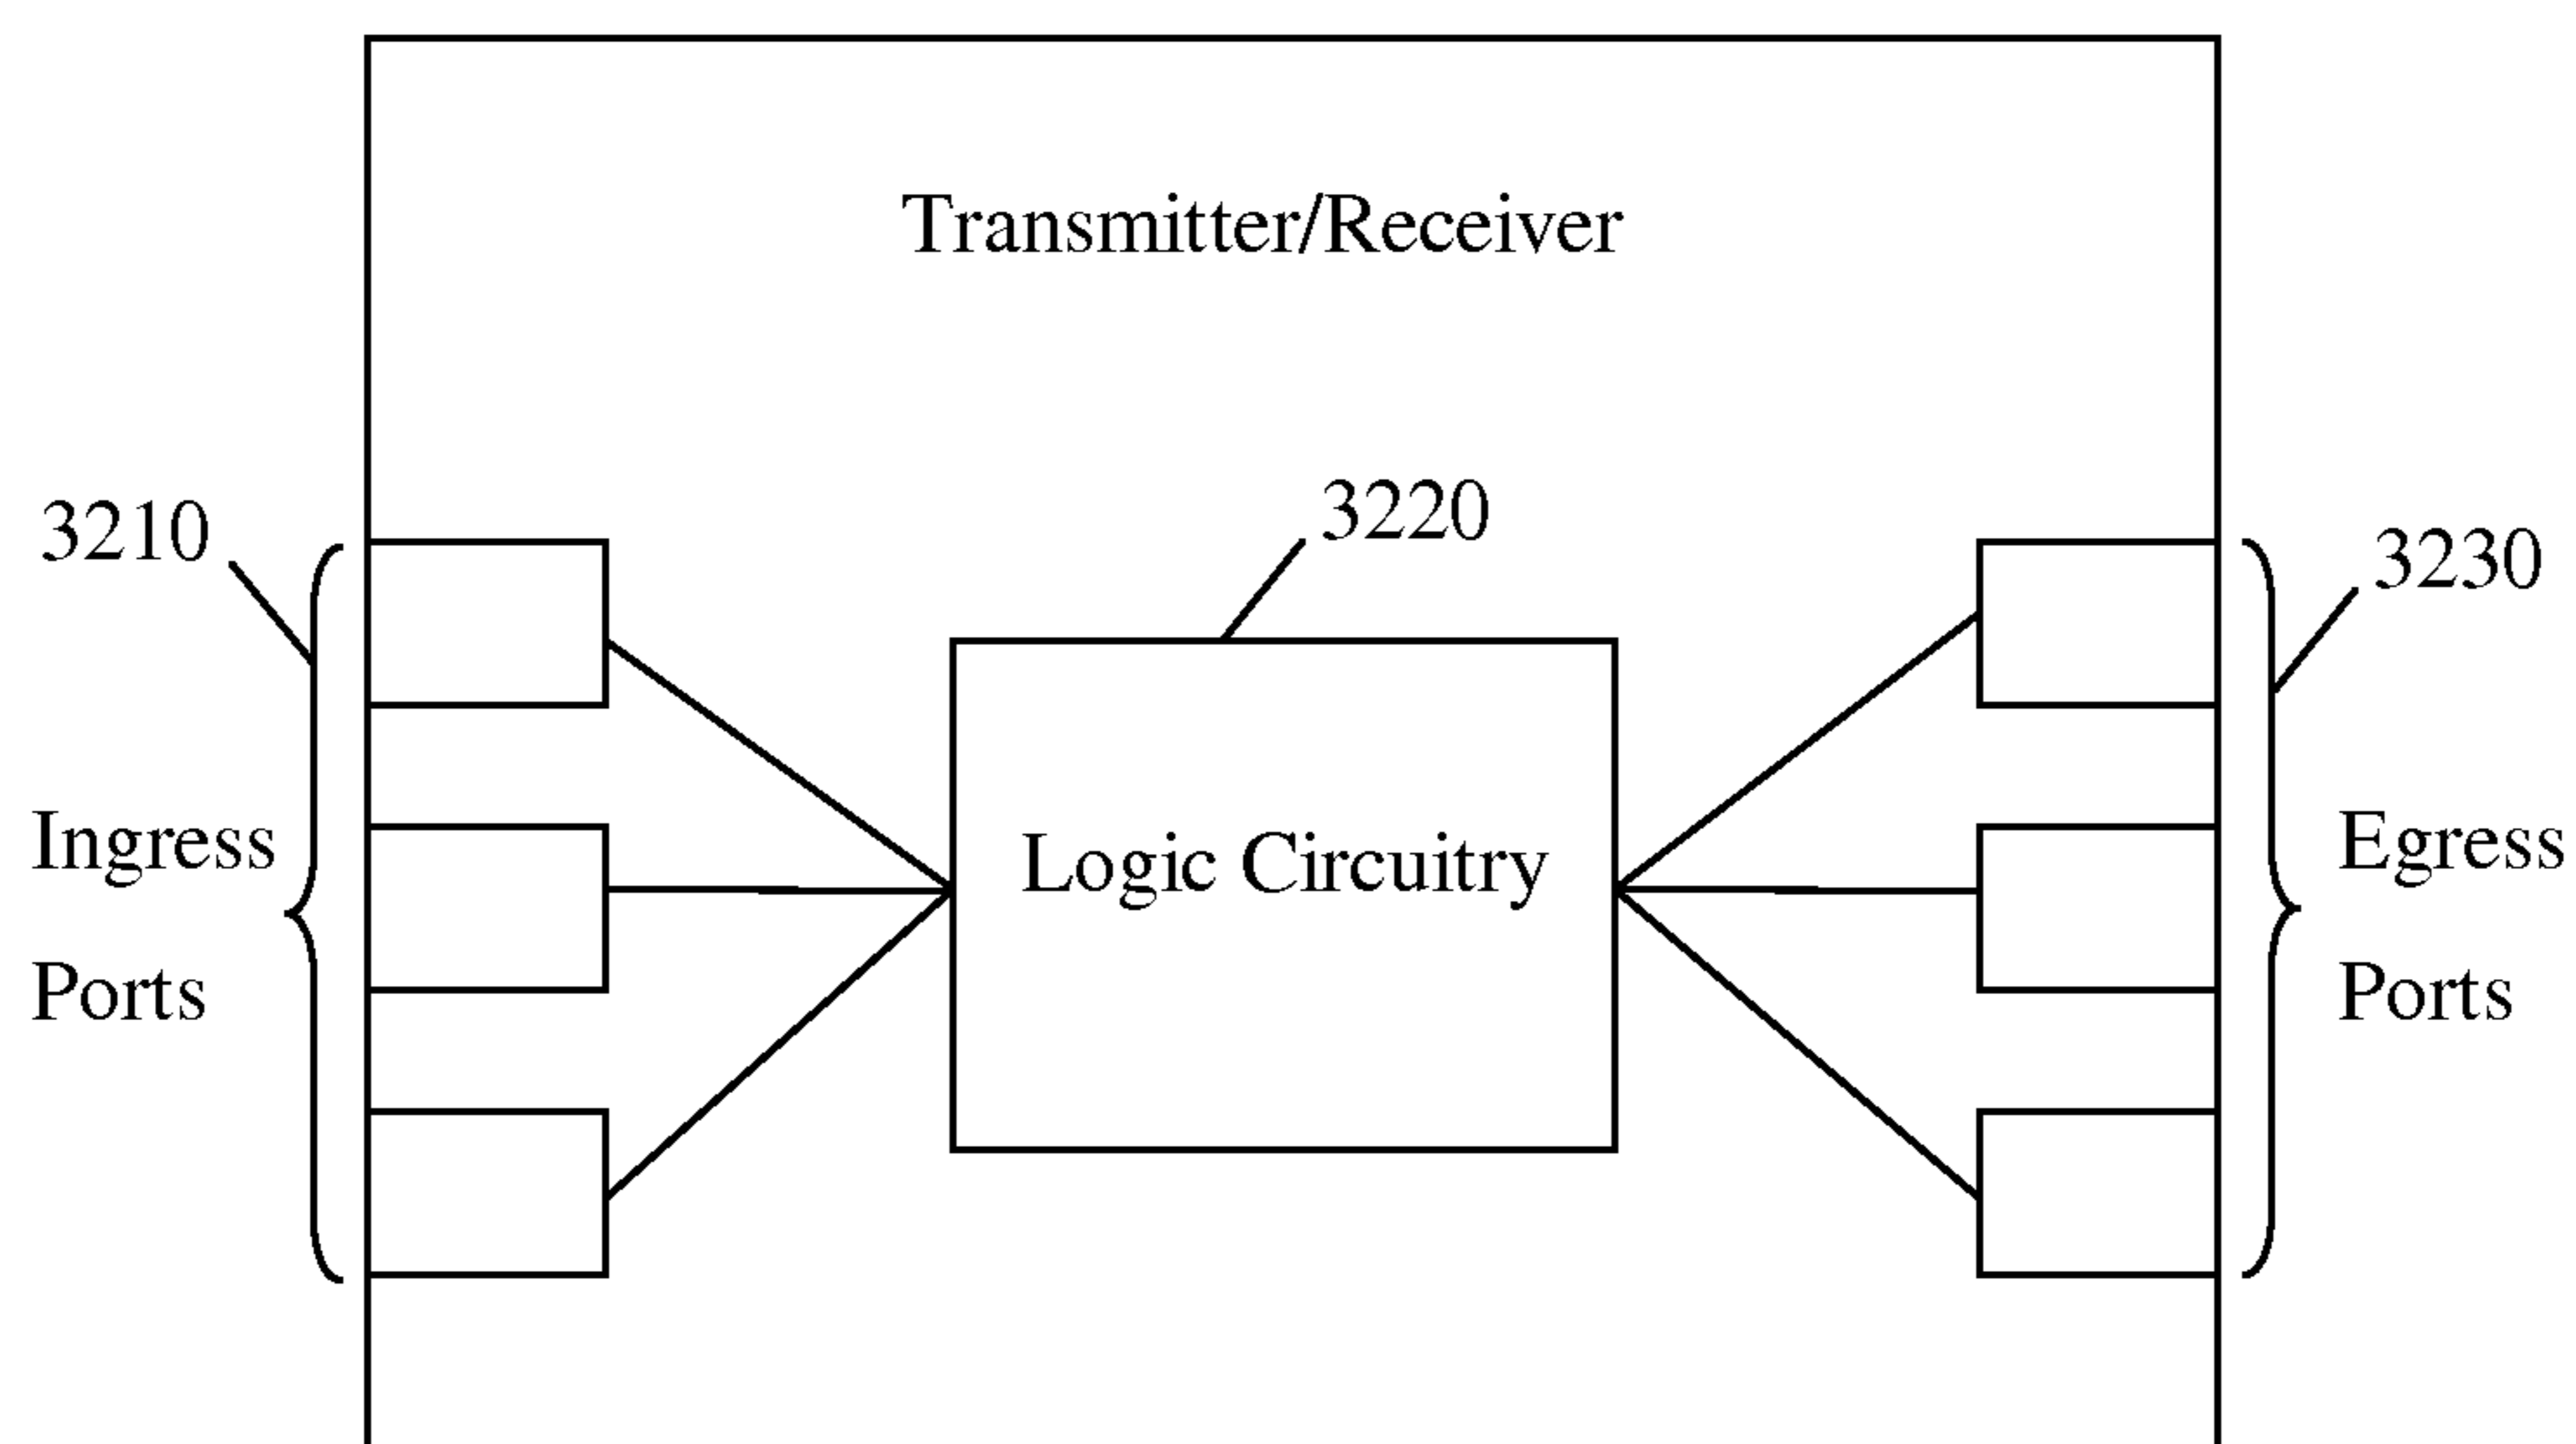 Transmitter/Receiver
3210
3220
3230
Ingress
Ports
Logic Circuitry
Egress
Ports